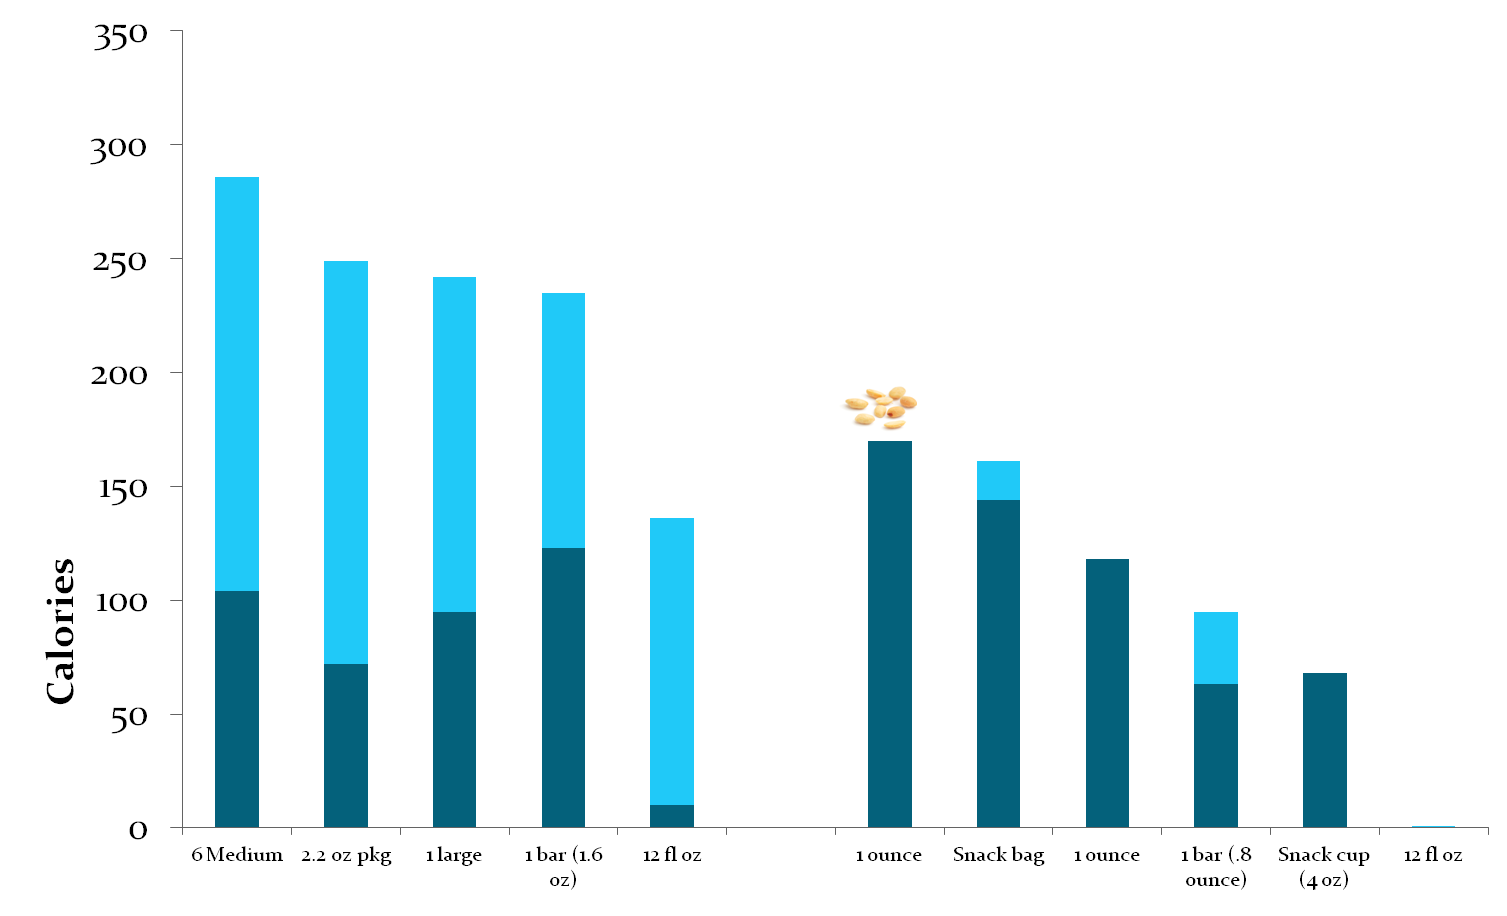 350
300
250
200
150
100
50
0
Calories
6 Medium
2.2 oz pkg
1 large
1 bar (1.6
oz)
12 fl oz
1 ounce
Snack bag
1 ounce
1 bar (.8
ounce)
Snack cup
(4 oz)
12 fl oz